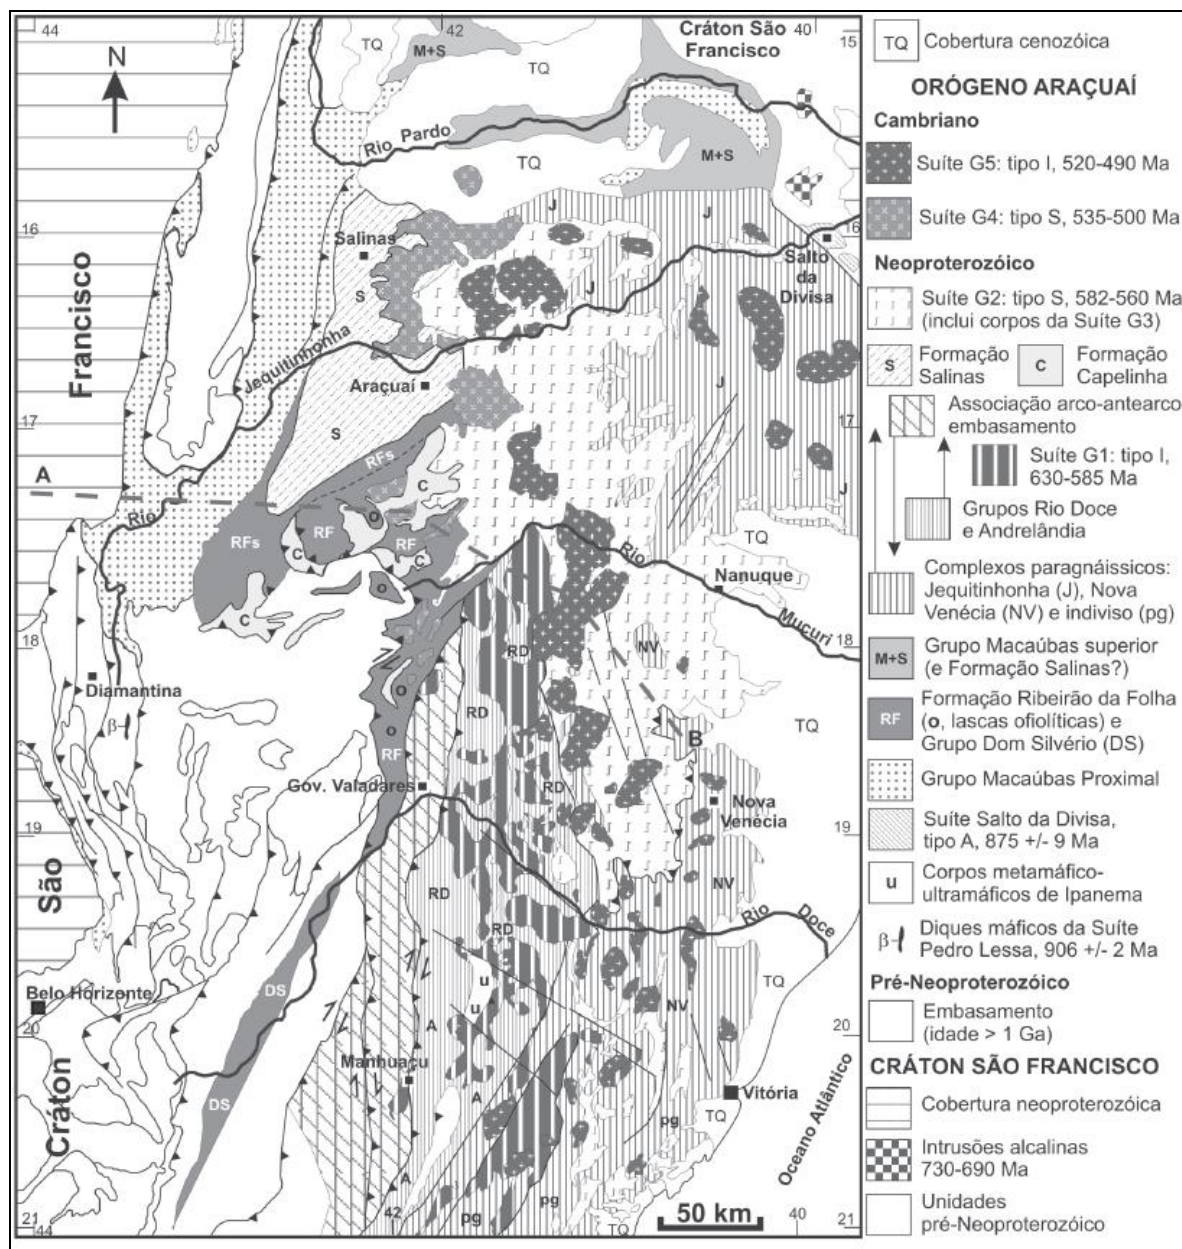 44
42
40
15
N
Cráton São
Francisco
M+S
TQ
TQ
Rio Pardo
TQ
M+S
J
J
16
16
Salinas
Salto
da
Divisa
S
J
Francisco
Jequitinhonha
Araçuaí
J
17
17
S
RFs
A
C
J
Rio
O
RFs
RF
RF
C
C
TQ
O
Rio
Nanuque
Mucuri
C
18
18
RD
NV
Diamantina
O
RD
β
TQ
O
B
RF
Gov. Valadares
RD
Nova
Venécia
19
19
São
RD
NV
RD
Rio Doce
u
TQ
Belo Horizonte
DS
u
NV
20
20
A
Manhuaçu
Vitória
DS
A
TQ
pg
Cráton
Oceano Atlântico
A
pg
pg
50 km
TQ
21
44
42
40
21
TQ Cobertura cenozóica
ORÓGENO ARAÇUAÍ
Cambriano
Suíte G5: tipo I, 520-490 Ma
Suíte G4: tipo S, 535-500 Ma
Neoproterozóico
Suíte G2: tipo S, 582-560 Ma
(inclui corpos da Suíte G3)
S Formação
Salinas
C Formação
Capelinha
Associação arco-antearco
embasamento
Suíte G1: tipo I,
630-585 Ma
Grupos Rio Doce
e Andrelândia
Complexos paragnáissicos:
Jequitinhonha (J), Nova
Venécia (NV) e indiviso (pg)
M+S Grupo Macaúbas superior
(e Formação Salinas?)
RF Formação Ribeirão da Folha
(o, lascas ofiolíticas) e
Grupo Dom Silvério (DS)
Grupo Macaúbas Proximal
Suíte Salto da Divisa,
tipo A, 875 +/- 9 Ma
u Corpos metamáfico-
ultramáficos de Ipanema
β Diques máficos da Suíte
Pedro Lessa, 906 +/- 2 Ma
Pré-Neoproterozóico
Embasamento
(idade > 1 Ga)
CRÁTON SÃO FRANCISCO
Cobertura neoproterozóica
Intrusões alcalinas
730-690 Ma
Unidades
pré-Neoproterozóico